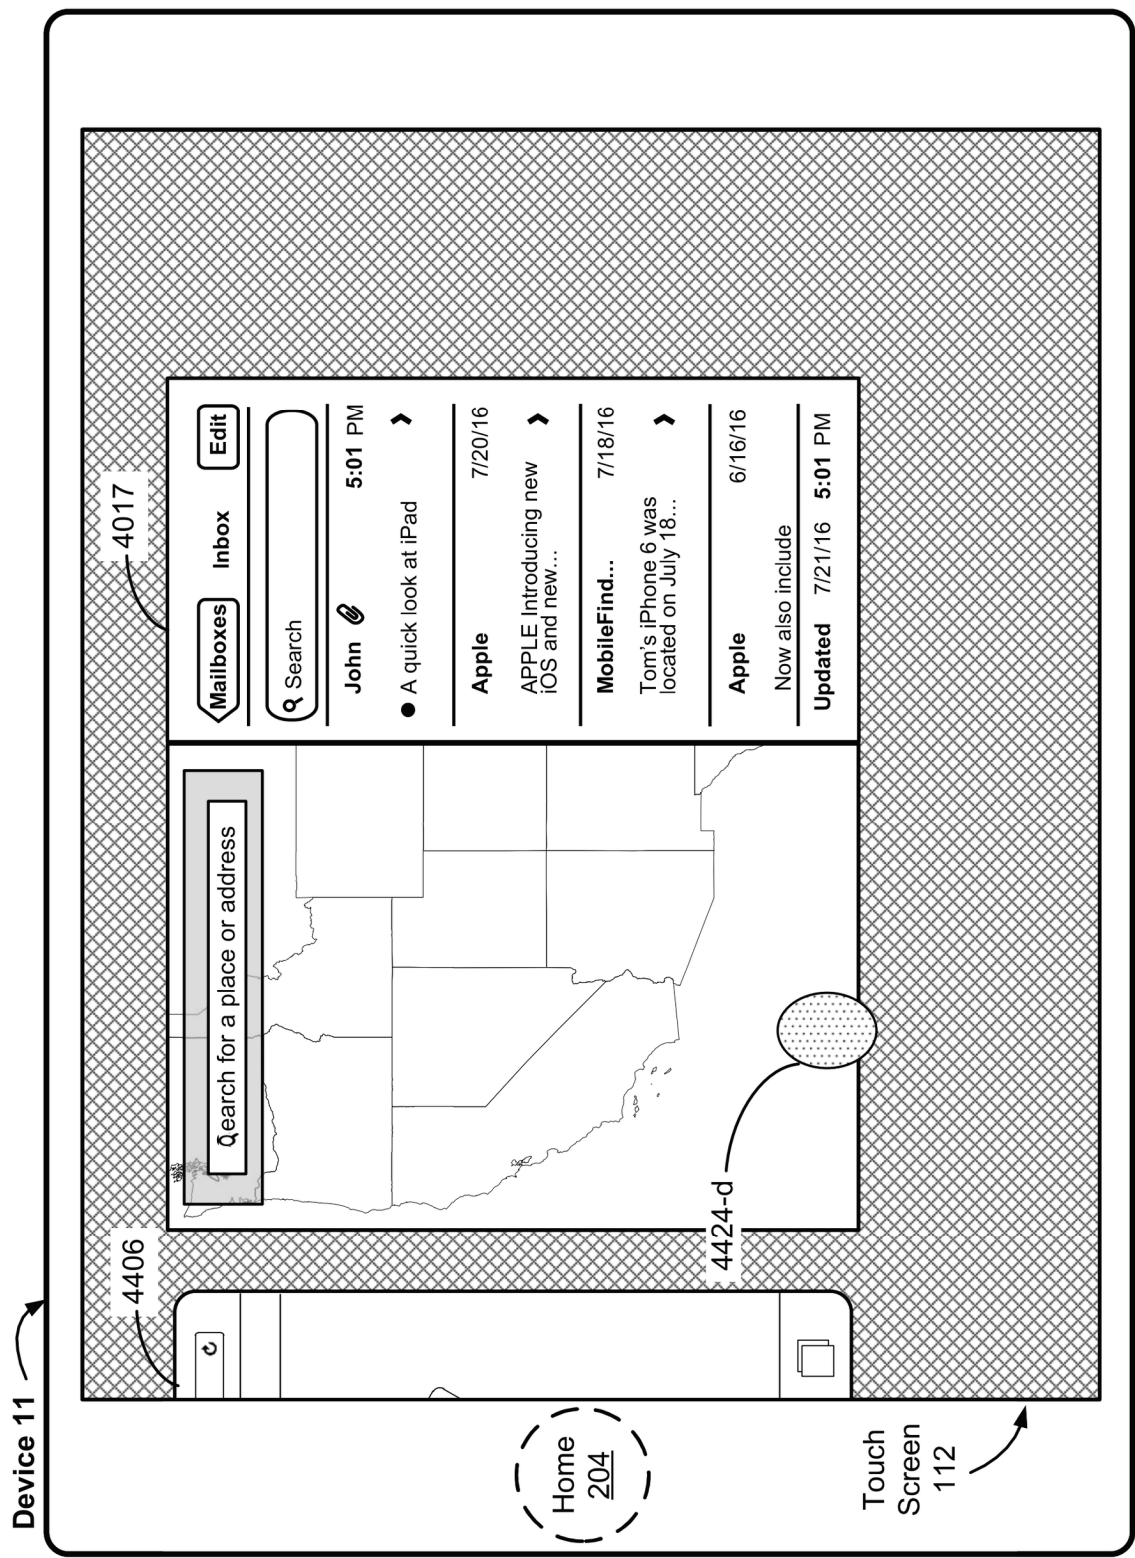 Device 11
4406
4017
Search for a place or address
Mailboxes Inbox Edit
Search
John 5:01 PM
A quick look at iPad
Apple 7/20/16
APPLE Introducing new
iOS and new...
MobileFind... 7/18/16
Tom's iPhone 6 was
located on July 18...
Apple 6/16/16
Now also include
Updated 7/21/16 5:01 PM
4424-d
Home
204
Touch
Screen
112